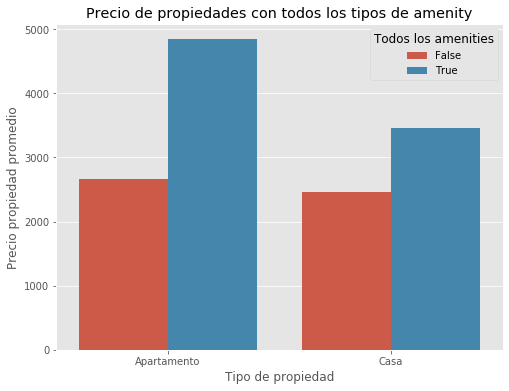 Precio de propiedades con todos los tipos de amenity
Todos los amenities
False
True
5000
4000
3000
2000
1000
0
Precio propiedad promedio
Apartamento
Casa
Tipo de propiedad